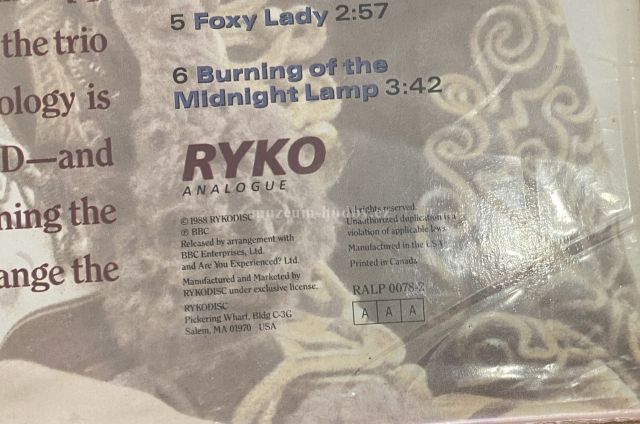 5 Foxy Lady 2:57
the trio
6 Burning of the
Midnight Lamp 3:42
ology is
D—and
ning the
ange the
RYKO
ANALOGUE
©1988 RYKODISC
℗ BBC
Released by arrangement with
BBC Enterprises, Ltd.
and Are You Experienced? Ltd.
Manufactured and Marketed by
RYKODISC under exclusive license.
RYKODISC
Pickering Wharf, Bldg C-3G
Salem, MA 01970 USA
All rights reserved.
Unauthorized duplication is a
violation of applicable laws.
Manufactured in the USA
Printed in Canada
RALP 0078-2
A A A